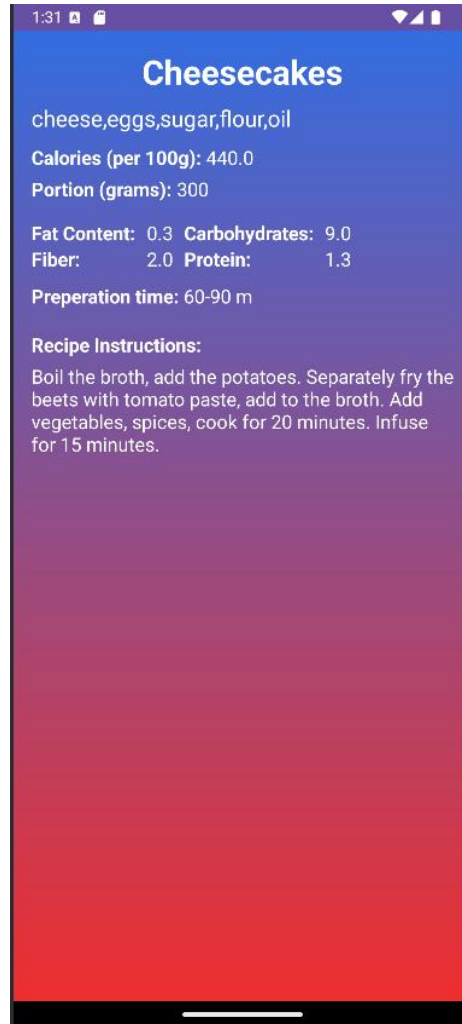 1:31
Cheesecakes
cheese,eggs,sugar,flour,oil
Calories (per 100g): 440.0
Portion (grams): 300
Fat Content: 0.3 Carbohydrates: 9.0
Fiber: 2.0 Protein: 1.3
Preperation time: 60-90 m
Recipe Instructions:
Boil the broth, add the potatoes. Separately fry the
beets with tomato paste, add to the broth. Add
vegetables, spices, cook for 20 minutes. Infuse
for 15 minutes.